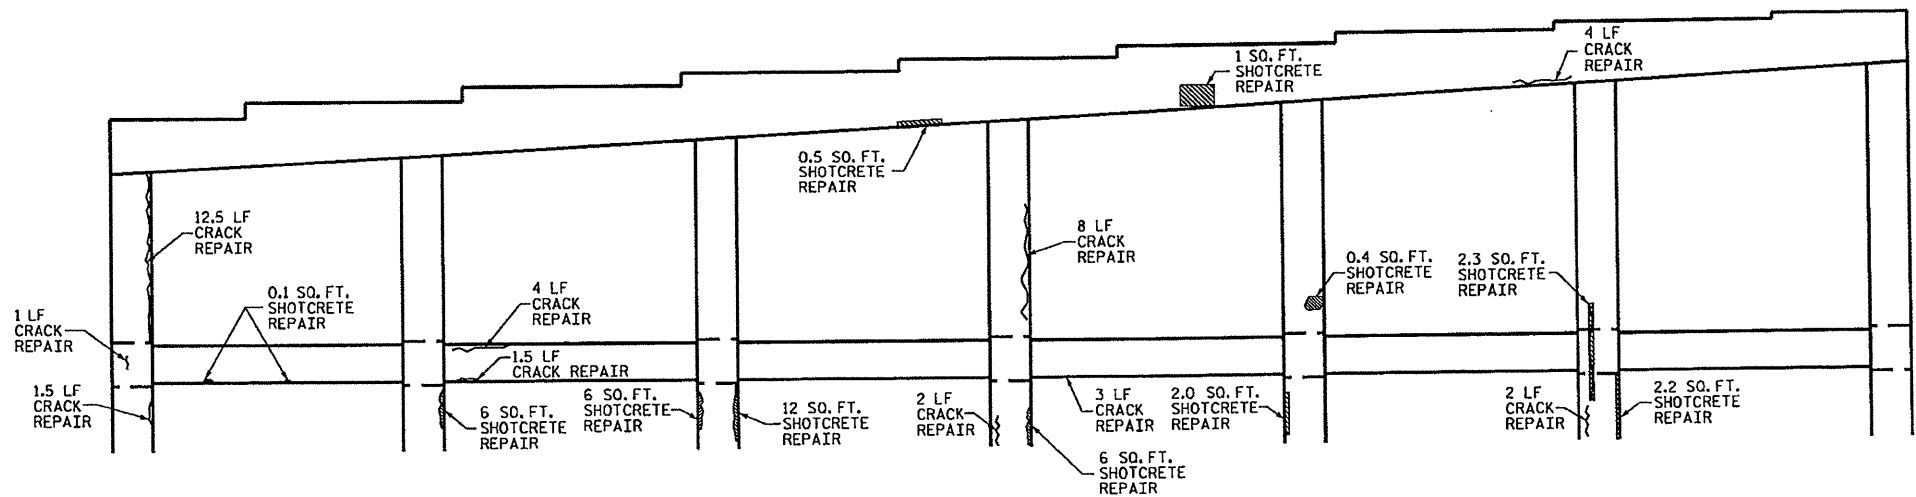 4 LF
CRACK
REPAIR
1 SQ. FT.
SHOTCRETE
REPAIR
0.5 SQ. FT.
SHOTCRETE
REPAIR
12.5 LF
CRACK
REPAIR
8 LF
CRACK
REPAIR
0.4 SQ. FT.
SHOTCRETE
REPAIR
2.3 SQ. FT.
SHOTCRETE
REPAIR
0.1 SQ. FT.
SHOTCRETE
REPAIR
4 LF
CRACK
REPAIR
1 LF
CRACK
REPAIR
1.5 LF
CRACK REPAIR
1.5 LF
CRACK
REPAIR
6 SQ. FT.
SHOTCRETE
REPAIR
6 SQ. FT.
SHOTCRETE
REPAIR
12 SQ. FT.
SHOTCRETE
REPAIR
2 LF
CRACK
REPAIR
3 LF
CRACK
REPAIR
2.0 SQ. FT.
SHOTCRETE
REPAIR
2 LF
CRACK
REPAIR
2.2 SQ. FT.
SHOTCRETE
REPAIR
6 SQ. FT.
SHOTCRETE
REPAIR